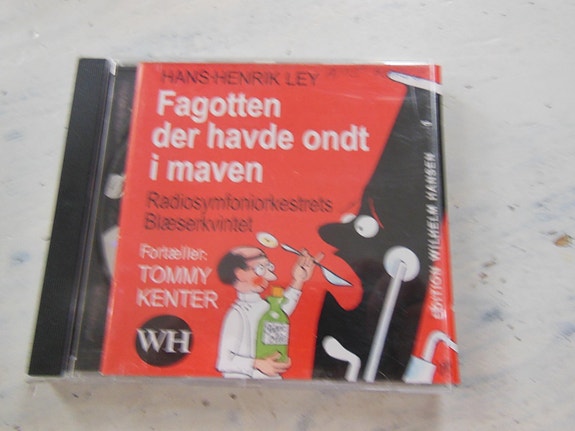 HANS-HENRIK LEY
Fagotten
der havde ondt
i maven
Radiosymfoniorkestrets
Blæserkvintet
Fortæller:
TOMMY
KENTER
WH
EDITION WILHELM HANSEN